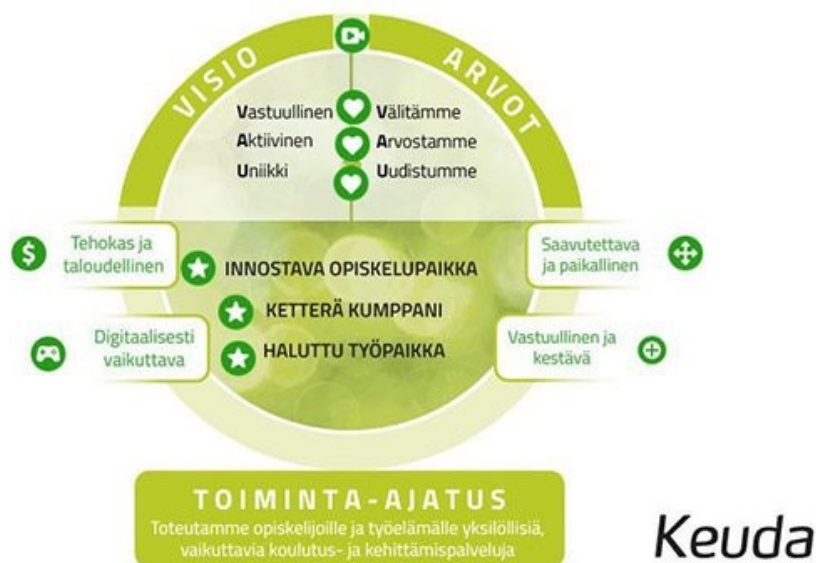 VISIO
ARVOT
Vastuullinen
Aktiivinen
Uniikki
Välitämme
Arvostamme
Uudistumme
Tehokas ja
taloudellinen
Digitaalisesti
vaikuttava
INNOSTAVA OPISKELUPAIKKA
KETTERÄ KUMPPANI
HALUTTU TYÖPAIKKA
Saavutettava
ja paikallinen
Vastuullinen ja
kestävä
TOIMINTA-AJATUS
Toteutamme opiskelijoille ja työelämälle yksilöllisiä,
vaikuttavia koulutus- ja kehittämispalveluja
Keuda